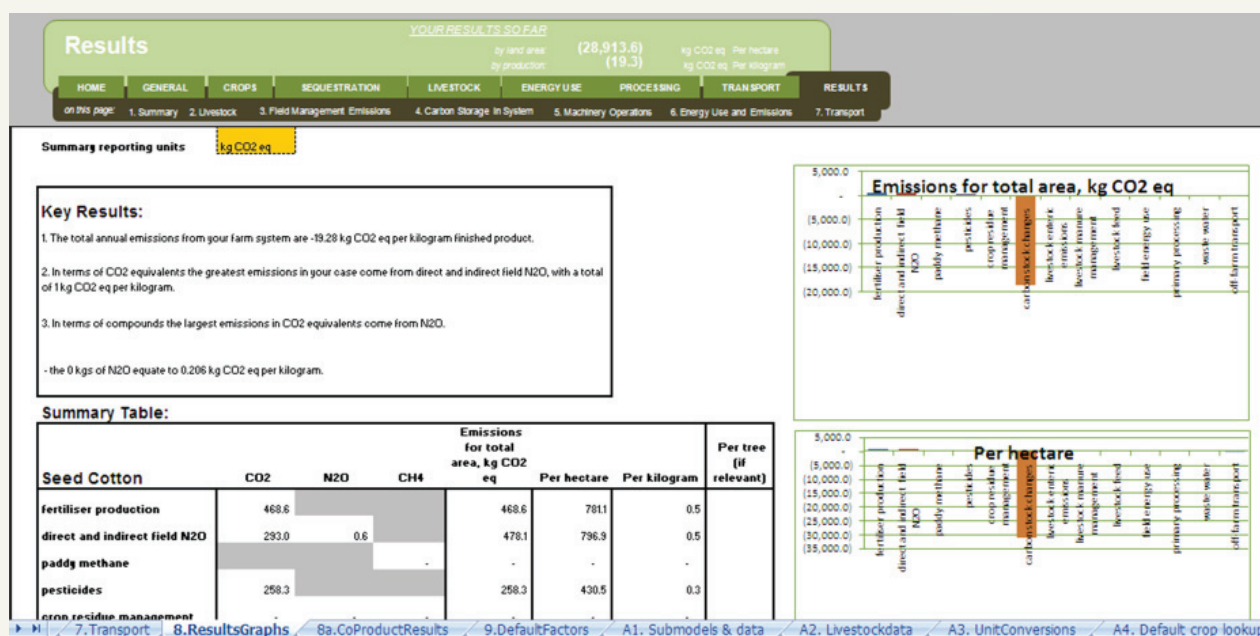 YOUR RESULTS SO FAR
Results
by land area: (28,913.6) kg CO2 eq Per hectare
by production: (19.3) kg CO2 eq Per kilogram
HOME GENERAL CROPS SEQUESTRATION LIVESTOCK ENERGY USE PROCESSING TRANSPORT RESULTS
on this page: 1. Summary 2. Livestock 3. Field Management Emissions 4. Carbon Storage In System 5. Machinery Operations 6. Energy Use and Emissions 7. Transport
Summary reporting units kg CO2 eq
Key Results:
1. The total annual emissions from your farm system are -19.28 kg CO2 eq per kilogram finished product.
2. In terms of CO2 equivalents the greatest emissions in your case come from direct and indirect field N2O, with a total
of 1kg CO2 eq per kilogram.
3. In terms of compounds the largest emissions in CO2 equivalents come from N2O.
- the 0 kgs of N2O equate to 0.206 kg CO2 eq per kilogram.
Summary Table:
Seed Cotton CO2 N2O CH4 Emissions for total area, kg CO2 eq Per hectare Per kilogram Per tree (if relevant)
fertiliser production 468.6 468.6 781.1 0.5
direct and indirect field N2O 293.0 0.6 478.1 796.9 0.5
paddy methane - - - -
pesticides 258.3 258.3 430.5 0.3
crop residue management - - - - -
Emissions for total area, kg CO2 eq
5,000.0
-
(5,000.0)
(10,000.0)
(15,000.0)
(20,000.0)
fertiliser production
direct and indirect field N2O
paddy methane
pesticides
crop residue management
carbon stock changes
livestock enteric emissions
livestock manure management
livestock feed
field energy use
primary processing
waste water
off-farm transport
Per hectare
5,000.0
-
(5,000.0)
(10,000.0)
(15,000.0)
(20,000.0)
(25,000.0)
(30,000.0)
(35,000.0)
fertiliser production
direct and indirect field N2O
paddy methane
pesticides
crop residue management
carbon stock changes
livestock enteric emissions
livestock manure management
livestock feed
field energy use
primary processing
waste water
off-farm transport
7.Transport 8.ResultsGraphs 8a.CoProductResults 9.DefaultFactors A1. Submodels & data A2. Livestockdata A3. UnitConversions A4. Default crop looku